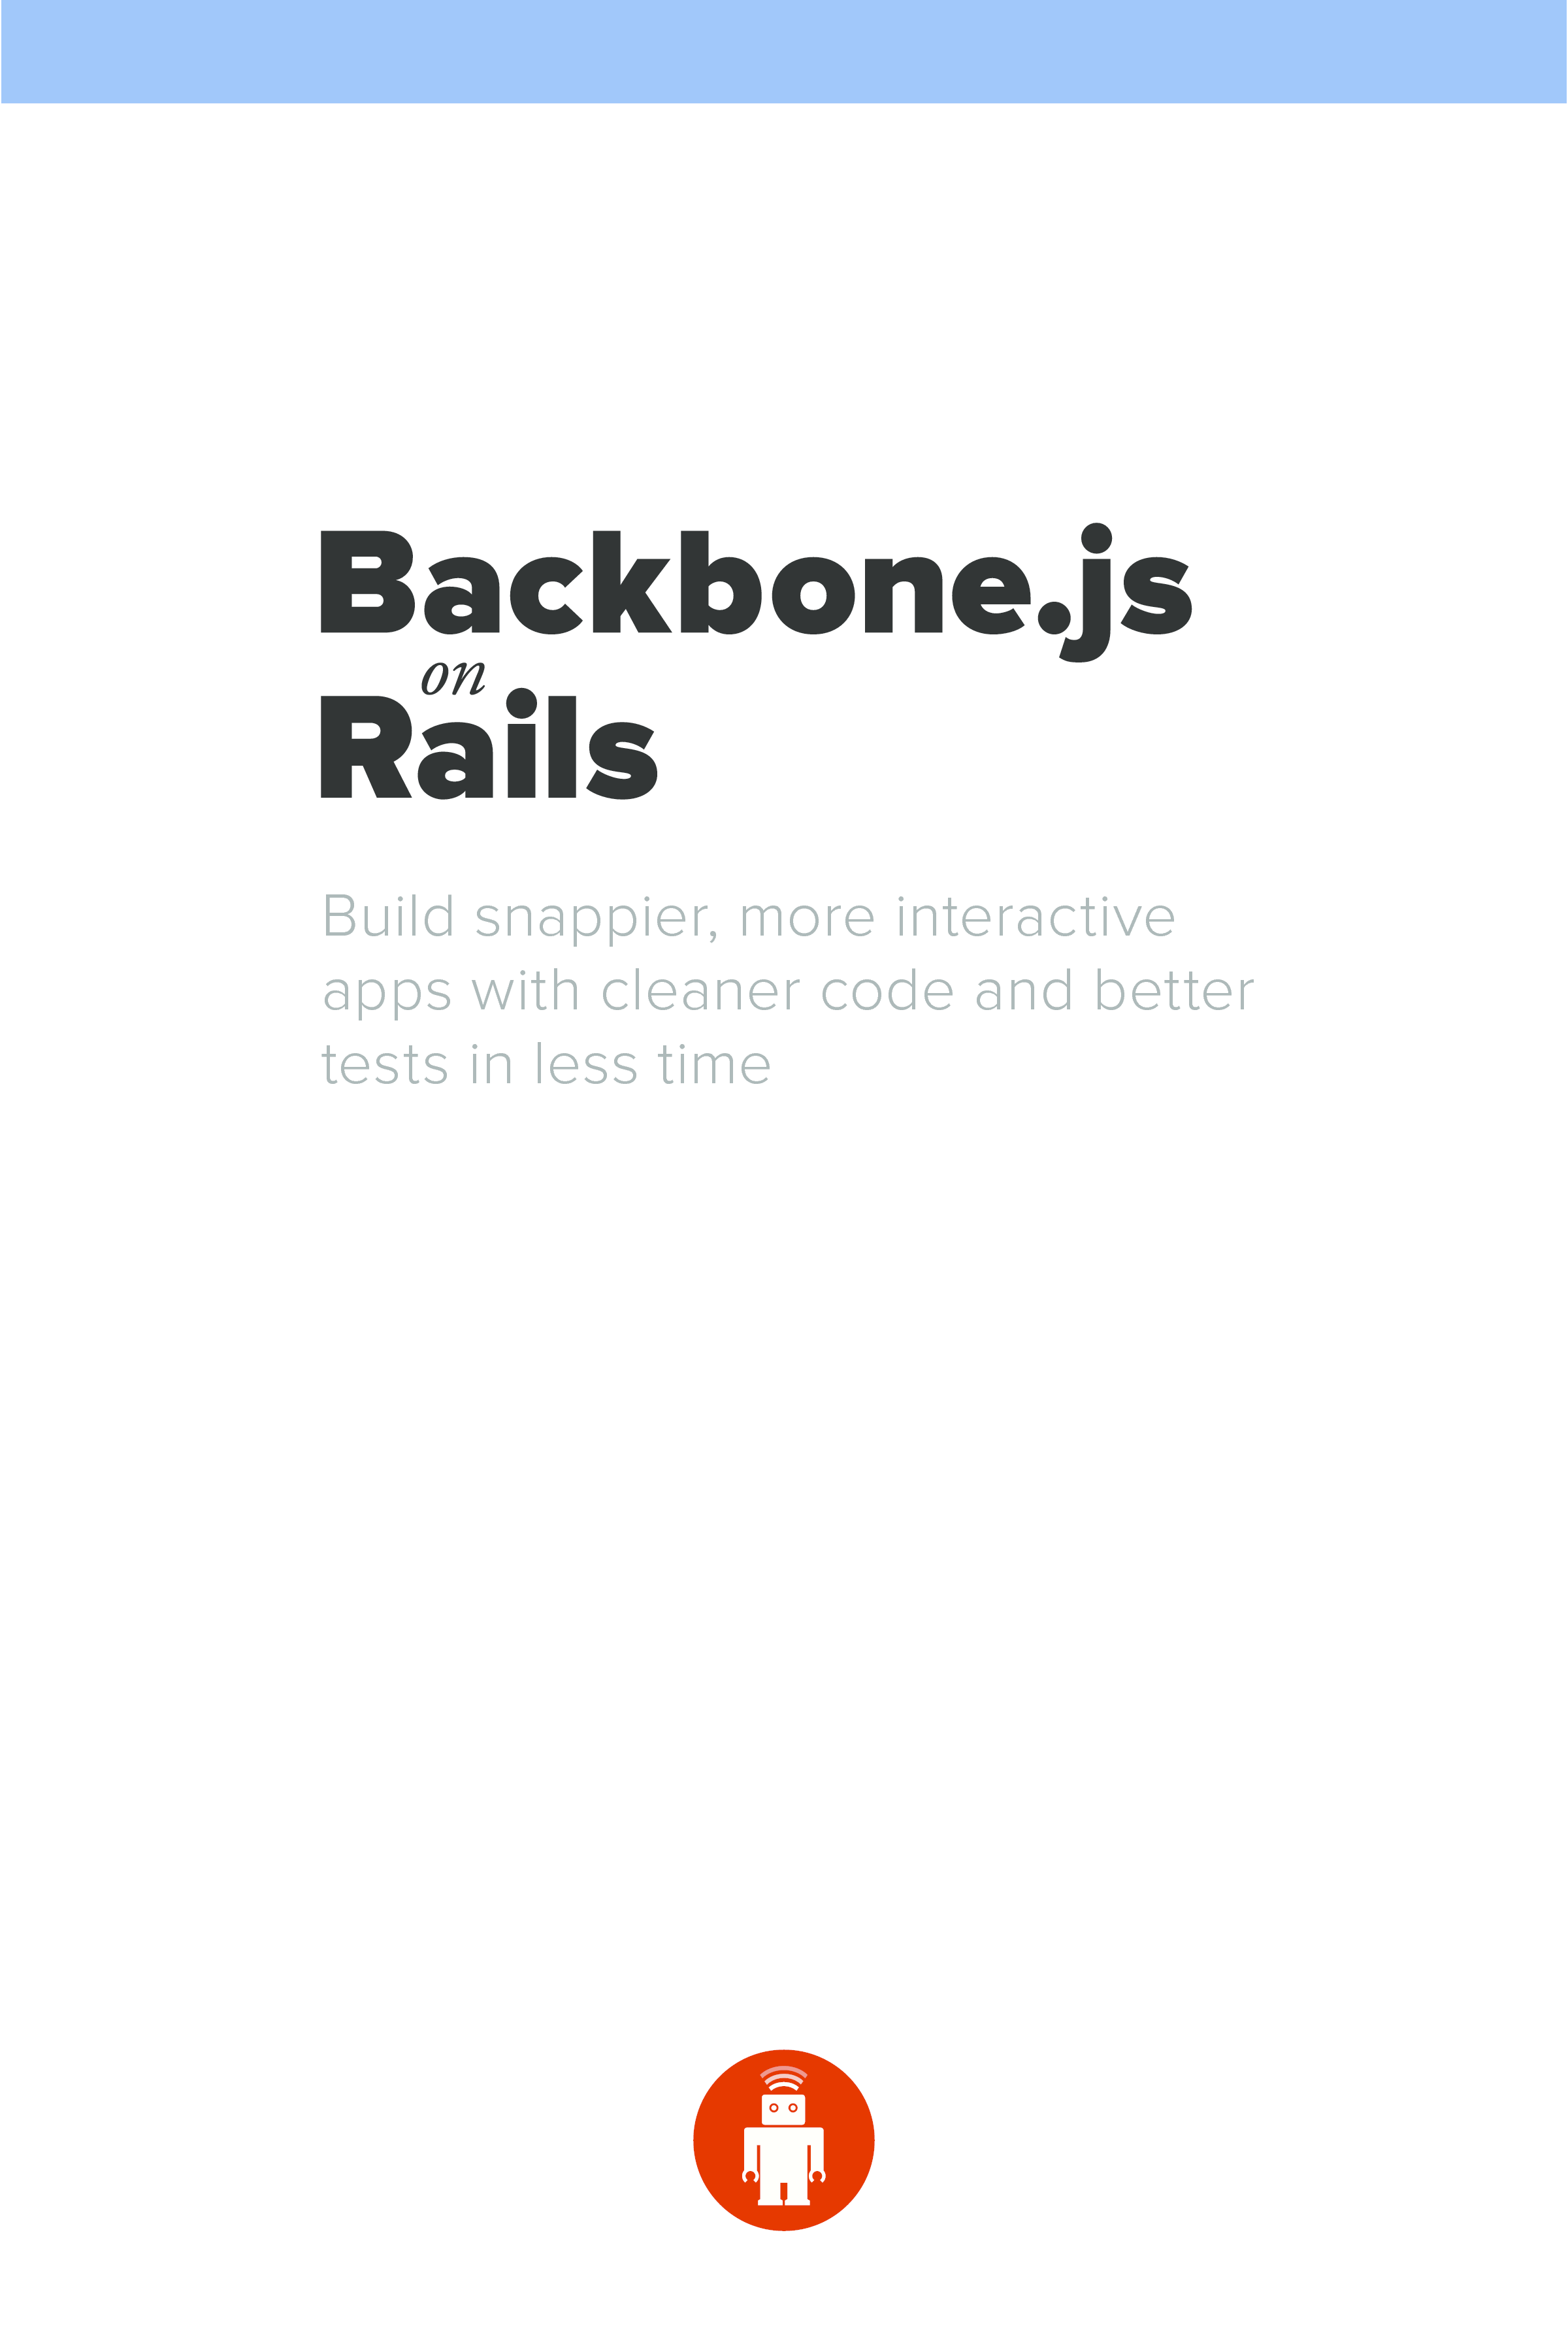 Backbone.js
on
Rails
Build snappier, more interactive
apps with cleaner code and better
tests in less time